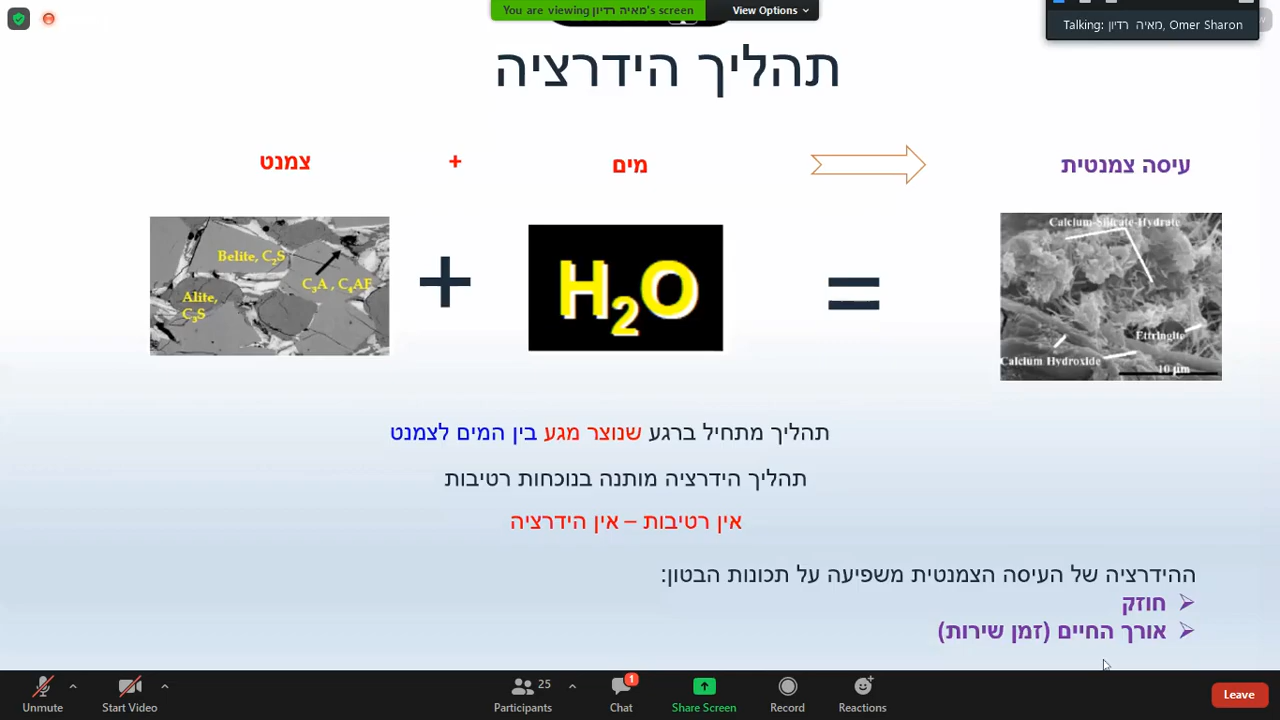 You are viewing מאיה רדיון's screen
View Options
Talking: מאיה רדיון, Omer Sharon
תהליך הידרציה
צמנט + מים עיסה צמנטית
Belite, C₂S
C₃A , C₄AF
Alite,
C₃S
+
H₂O
=
Calcium-Silicate-Hydrate
Ettringite
Calcium Hydroxide
10 μm
תהליך מתחיל ברגע שנוצר מגע בין המים לצמנט
תהליך הידרציה מותנה בנוכחות רטיבות
אין רטיבות – אין הידרציה
ההידרציה של העיסה הצמנטית משפיעה על תכונות הבטון:
חוזק
אורך החיים (זמן שירות)
Unmute
Start Video
25
Participants
1
Chat
Share Screen
Record
Reactions
Leave